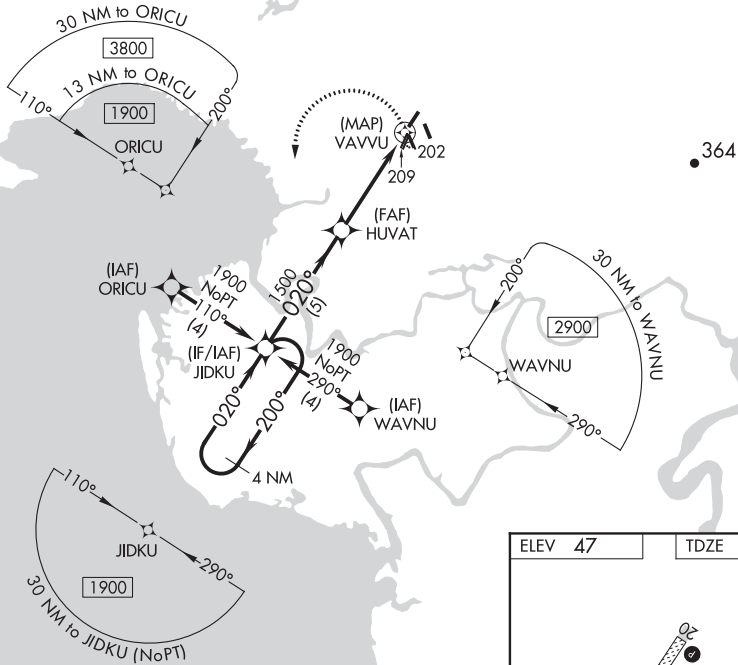 30 NM to ORICU
3800
13 NM to ORICU
1900
110°
200°
ORICU
(MAP)
VAVVU
202
209
364
(FAF)
HUVAT
(IAF)
ORICU
1900
NoPT
110°
(4)
1500
020°
(5)
(IF/IAF)
JIDKU
1900
NoPT
290°
(4)
(IAF)
WAVNU
020°
200°
4 NM
30 NM to WAVNU
200°
2900
WAVNU
290°
110°
JIDKU
290°
1900
30 NM to JIDKU (NoPT)
ELEV 47
TDZE
20
P